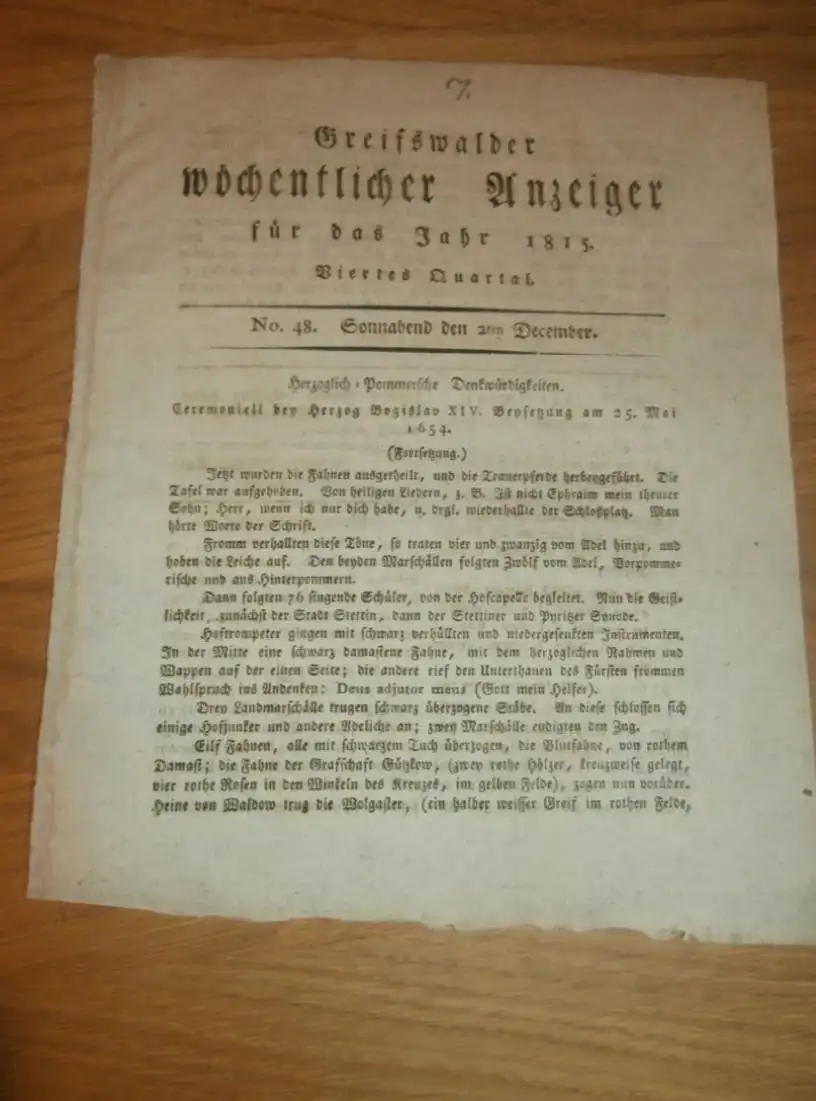 7.
Greifswalder
wöchentlicher Anzeiger
für das Jahr 1815.
Viertes Quartal.
No. 48. Sonnabend den 2ten December.
Herzoglich-Pommersche Denkwürdigkeiten.
Ceremoniell bey Herzog Bogislav XIV. Beysetzung am 25. Mai
1654.
(Fortsetzung.)
Jetzt wurden die Fahnen ausgetheilt, und die Trauerpferde herbeygeführt. Die
Tafel war aufgehoben. Von heiligen Liedern, z. B. Ist nicht Ephraim mein theurer
Sohn; Herr, wenn ich nur dich habe, u. drgl. wiederhallte der Schloßplatz. Man
hörte Worte der Schrift.
Fromm verhallten diese Töne, so traten vier und zwanzig vom Adel hinzu, und
hoben die Leiche auf. Den beyden Marschällen folgten Zwölf vom Adel, Vorpomme-
rische und aus Hinterpommern.
Dann folgten 76 singende Schüler, von der Hofcapelle begleitet. Nun die Geist-
lichkeit, zunächst der Stadt Stettin, dann der Stettiner und Pyritzer Synode.
Hoftrompeter gingen mit schwarz verhüllten und niedergesenkten Instrumenten.
In der Mitte eine schwarz damastene Fahne, mit dem herzoglichen Nahmen und
Wappen auf der einen Seite; die andere rief den Unterthanen des Fürsten frommen
Wahlspruch ins Andenken: Deus adjutor meus (Gott mein Helfer).
Drey Landmarschälle trugen schwarz überzogene Stäbe. An diese schlossen sich
einige Hofjunker und andere Adeliche an; zwey Marschälle endigten den Zug.
Eilf Fahnen, alle mit schwarzem Tuch überzogen, die Blutfahne, von rothem
Damast; die Fahne der Grafschaft Gützkow, (zwey rothe Hölzer, kreuzweise gelegt,
vier rothe Rosen in den Winkeln des Kreuzes, im gelben Felde), zogen nun vorüber.
Heine von Waldow trug die Wolgaster, (ein halber weisser Greif im rothen Felde,